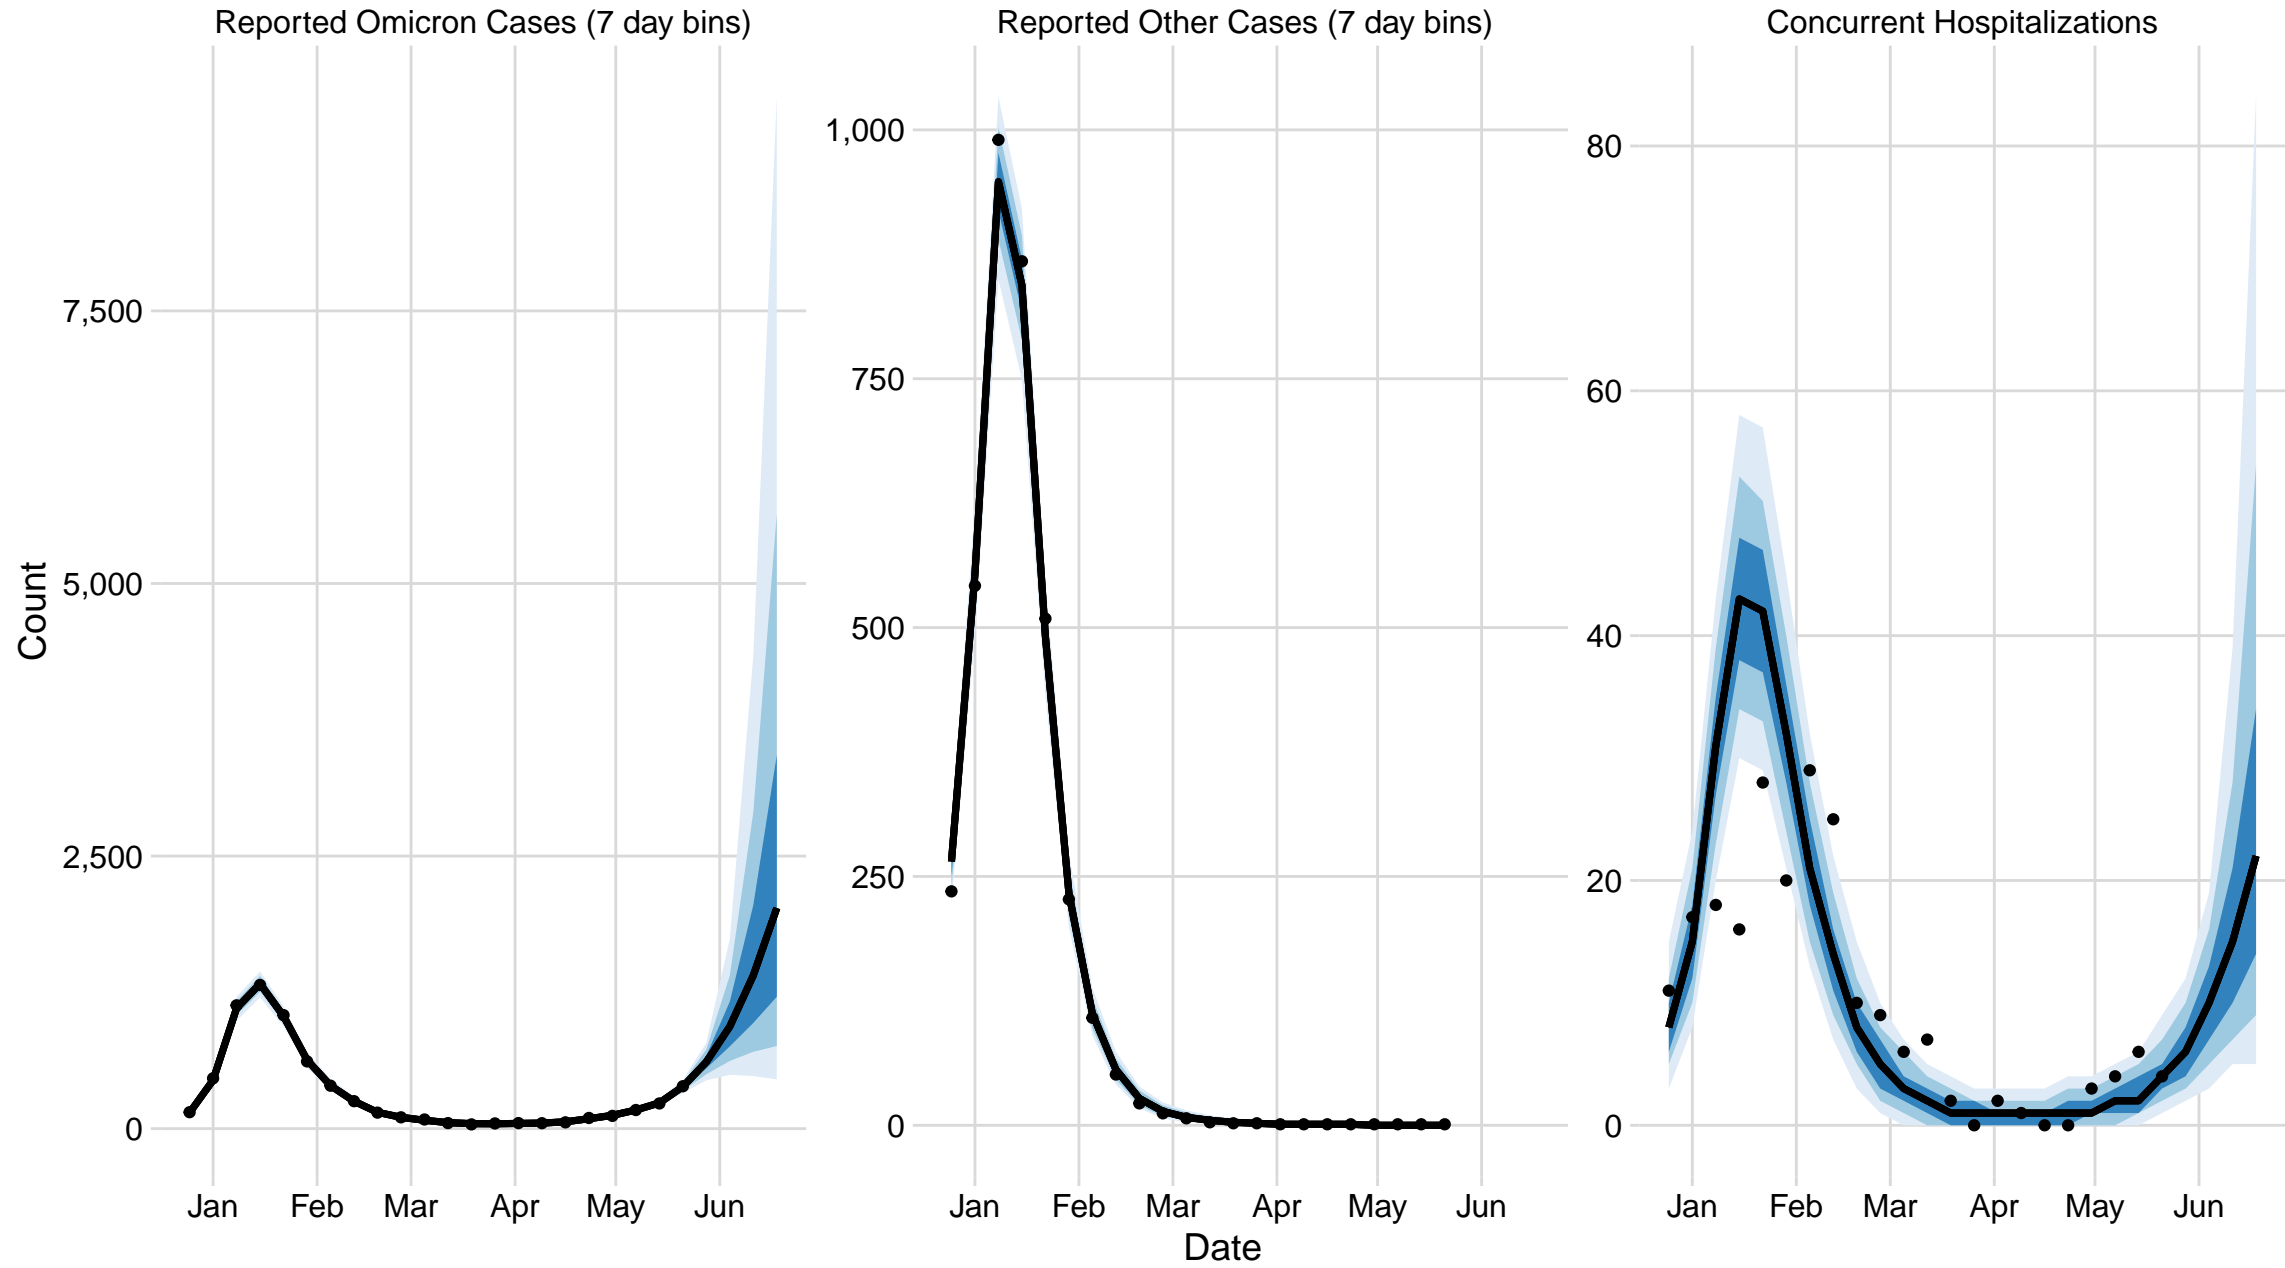 Reported Omicron Cases (7 day bins)
Reported Other Cases (7 day bins)
Concurrent Hospitalizations
Count
7,500
5,000
2,500
0
Jan Feb Mar Apr May Jun
1,000
750
500
250
0
Jan Feb Mar Apr May Jun
80
60
40
20
0
Jan Feb Mar Apr May Jun
Date